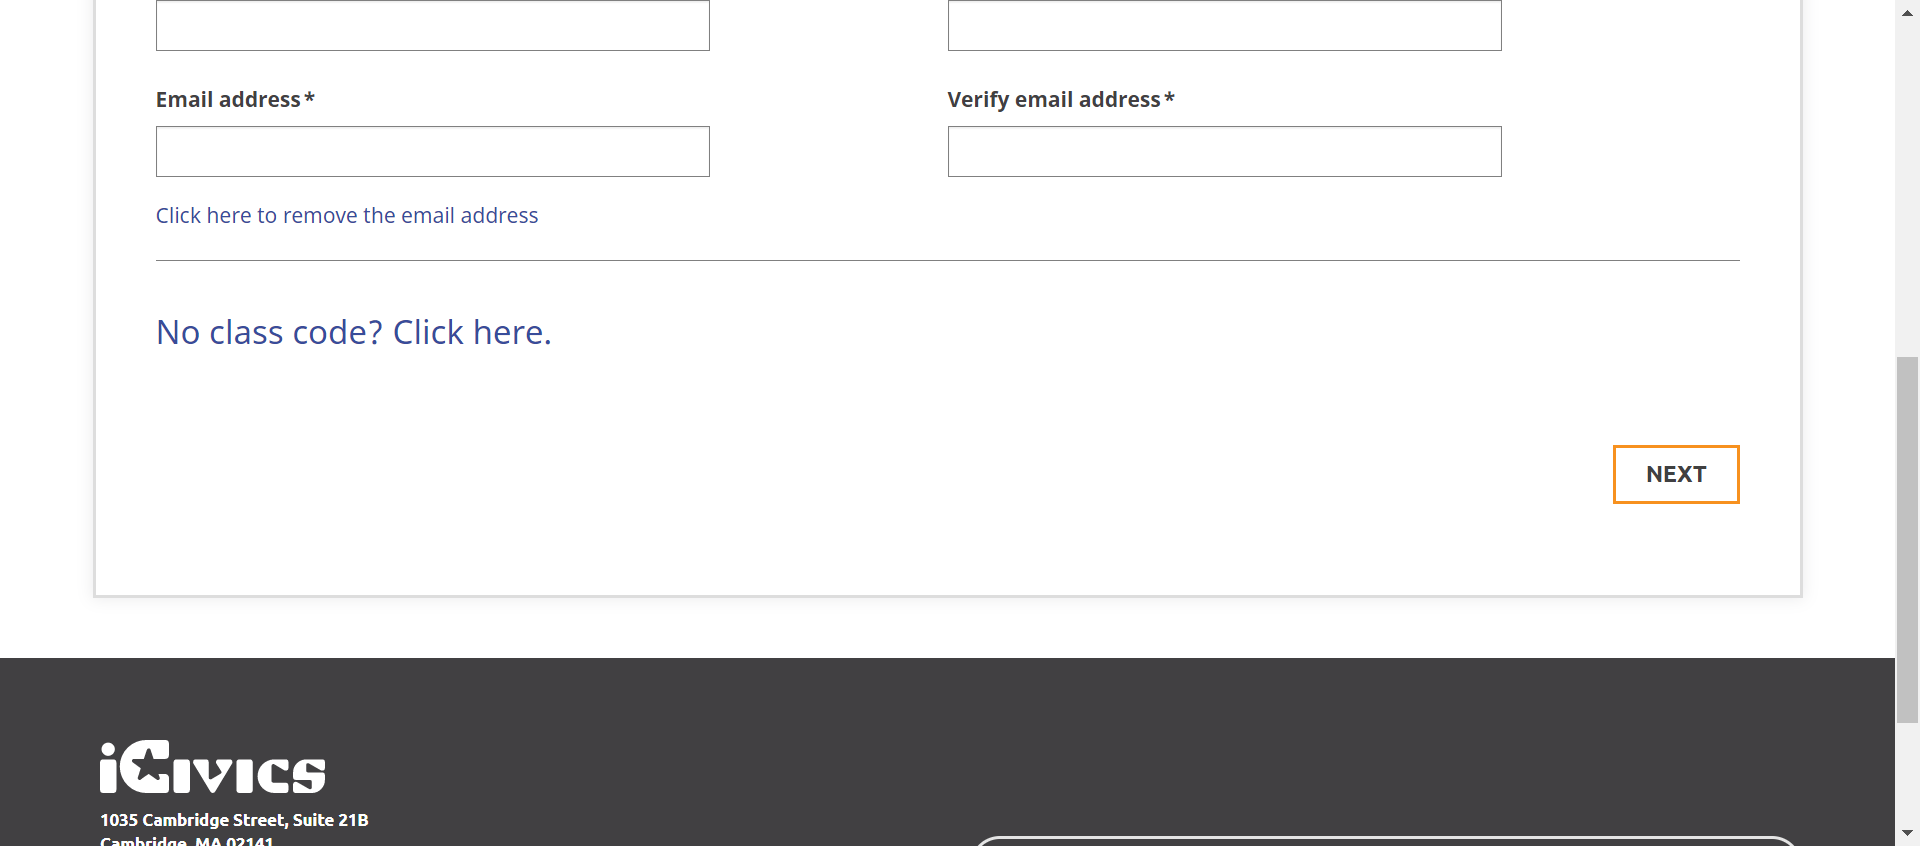 Email address*
Verify email address*
Click here to remove the email address
No class code? Click here.
NEXT
iCivics
1035 Cambridge Street, Suite 21B
Cambridge, MA 02141